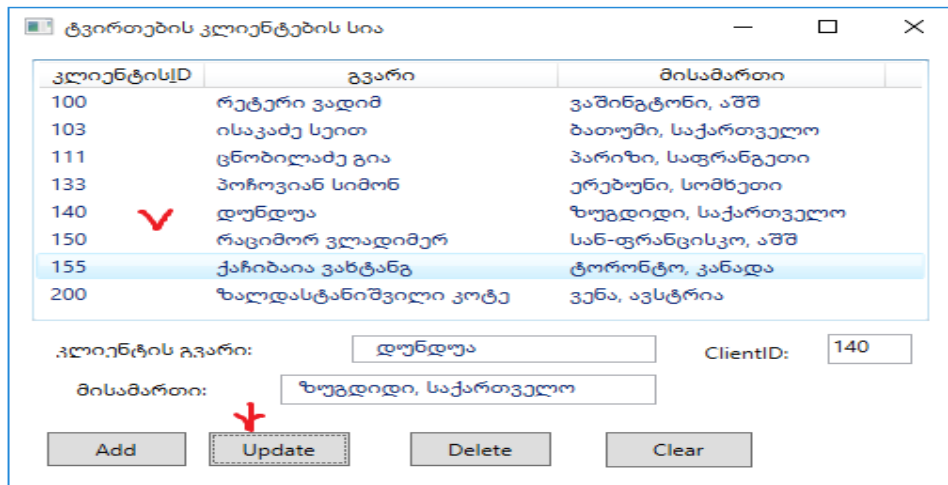 ტვირთების კლიენტების სია
კლიენტისID გვარი მისამართი
100 რეტერი ვადიმ ვაშინგტონი, აშშ
103 ისაკაძე სეით ბათუმი, საქართველო
111 ცნობილაძე გია პარიზი, საფრანგეთი
133 პოჩოვიან სიმონ ერებუნი, სომხეთი
140 დუნდუა ზუგდიდი, საქართველო
150 რაციმორ ვლადიმერ სან-ფრანცისკო, აშშ
155 ქაჩიბაია ვახტანგ ტორონტო, კანადა
200 ზალდასტანიშვილი კოტე ვენა, ავსტრია
კლიენტის გვარი: დუნდუა ClientID: 140
მისამართი: ზუგდიდი, საქართველო
Add Update Delete Clear